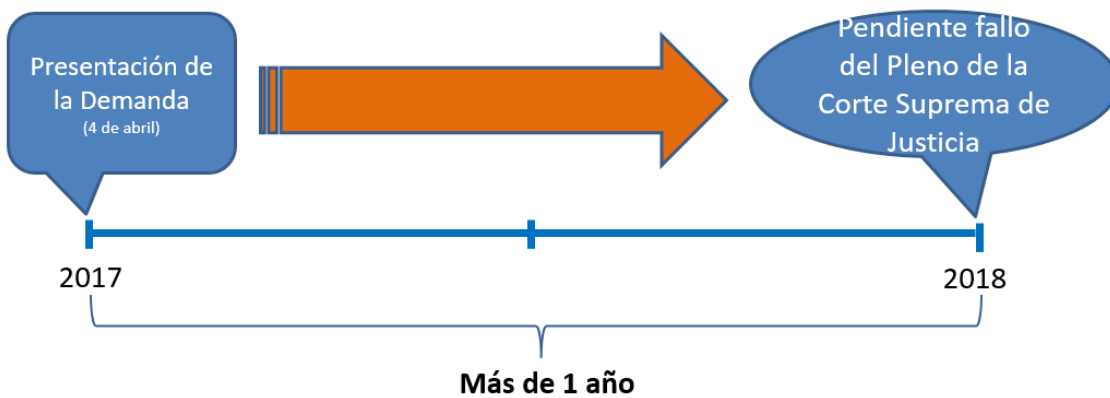 Presentación de
la Demanda
(4 de abril)
Pendiente fallo
del Pleno de la
Corte Suprema de
Justicia
2017
2018
Más de 1 año